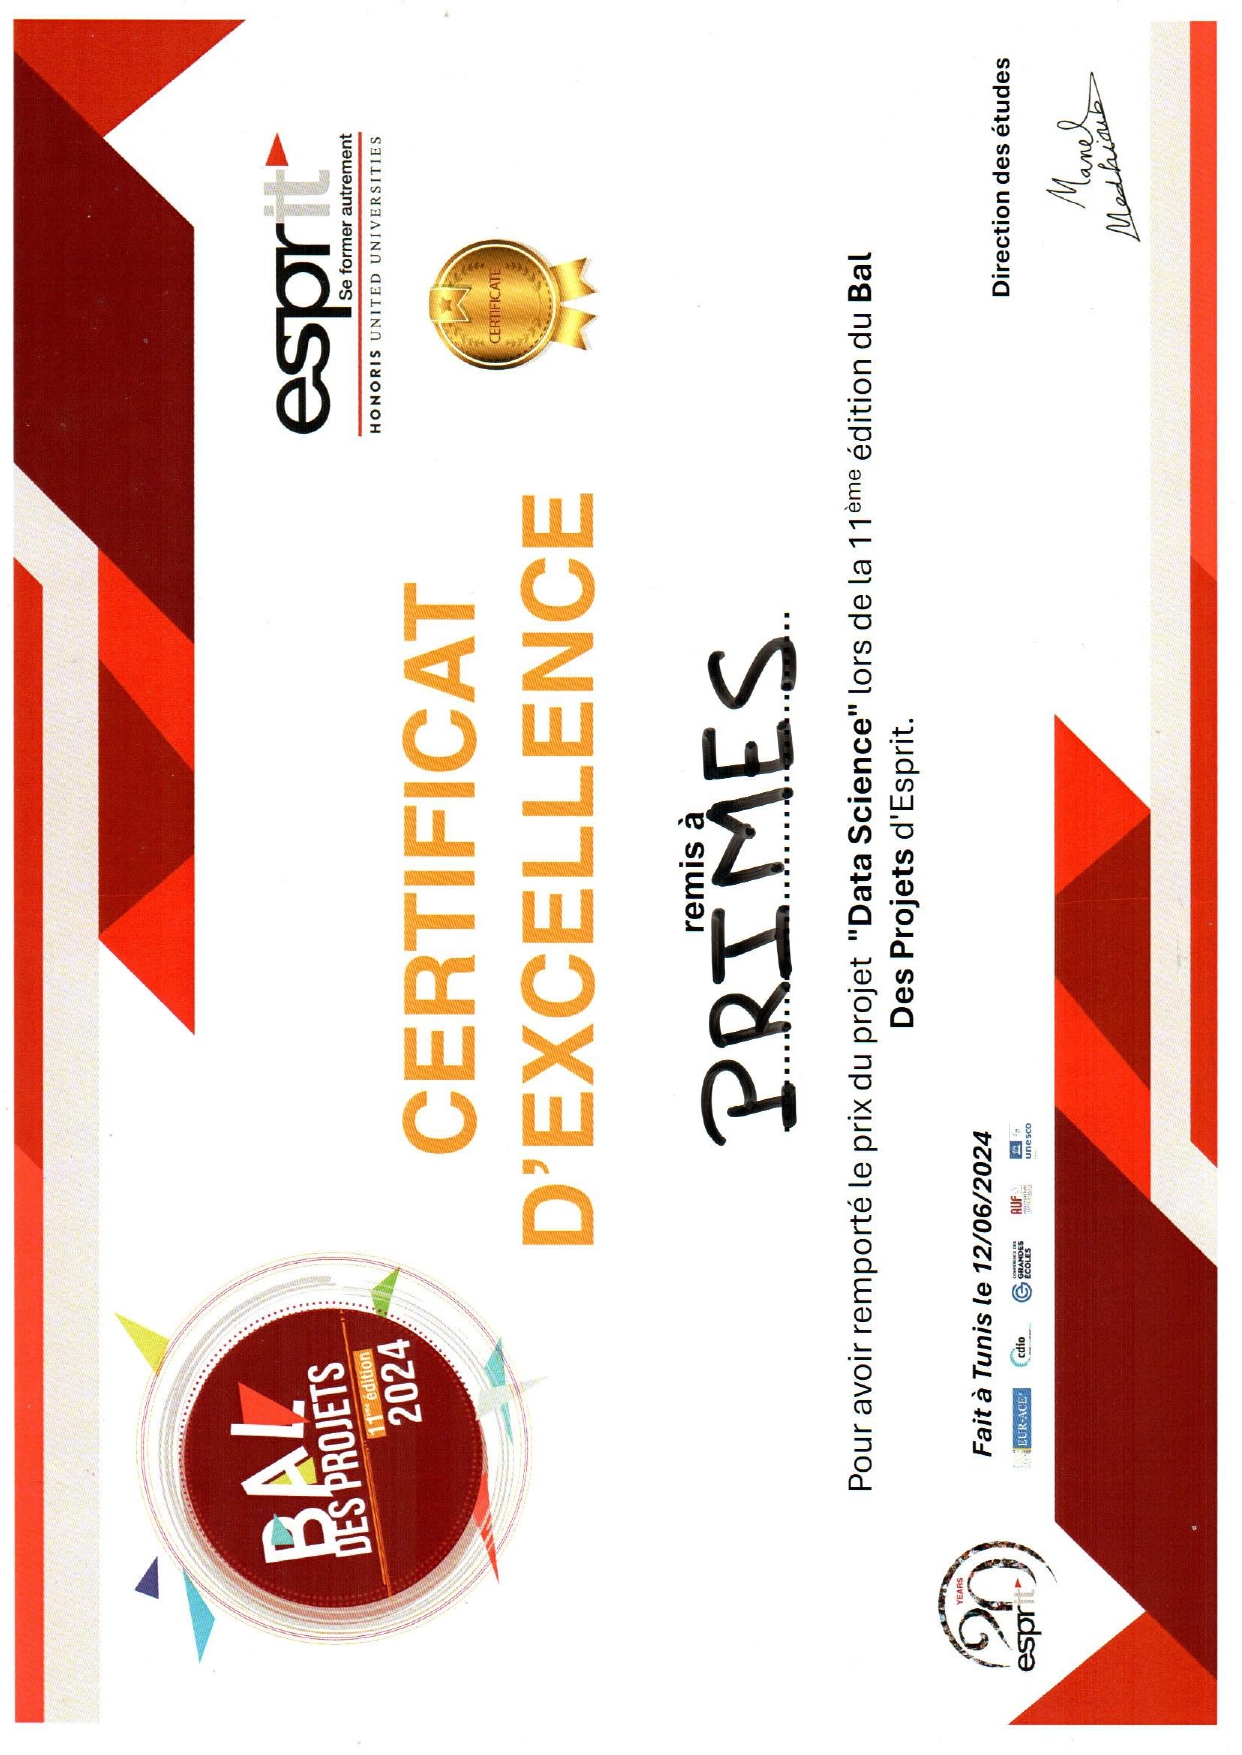 BAL
DES PROJETS
11ème édition
2024
esprit
Se former autrement
HONORIS UNITED UNIVERSITIES
CERTIFICAT
D'EXCELLENCE
CERTIFICATE
remis à
PRIMES
Pour avoir remporté le prix du projet "Data Science" lors de la 11ème édition du Bal
Des Projets d'Esprit.
20 YEARS
esprit
Fait à Tunis le 12/06/2024
EUR-ACE®
cdio
CONFÉRENCE DES
GRANDES
ÉCOLES
AUF
unesco
Direction des études
Manel
Medhioub